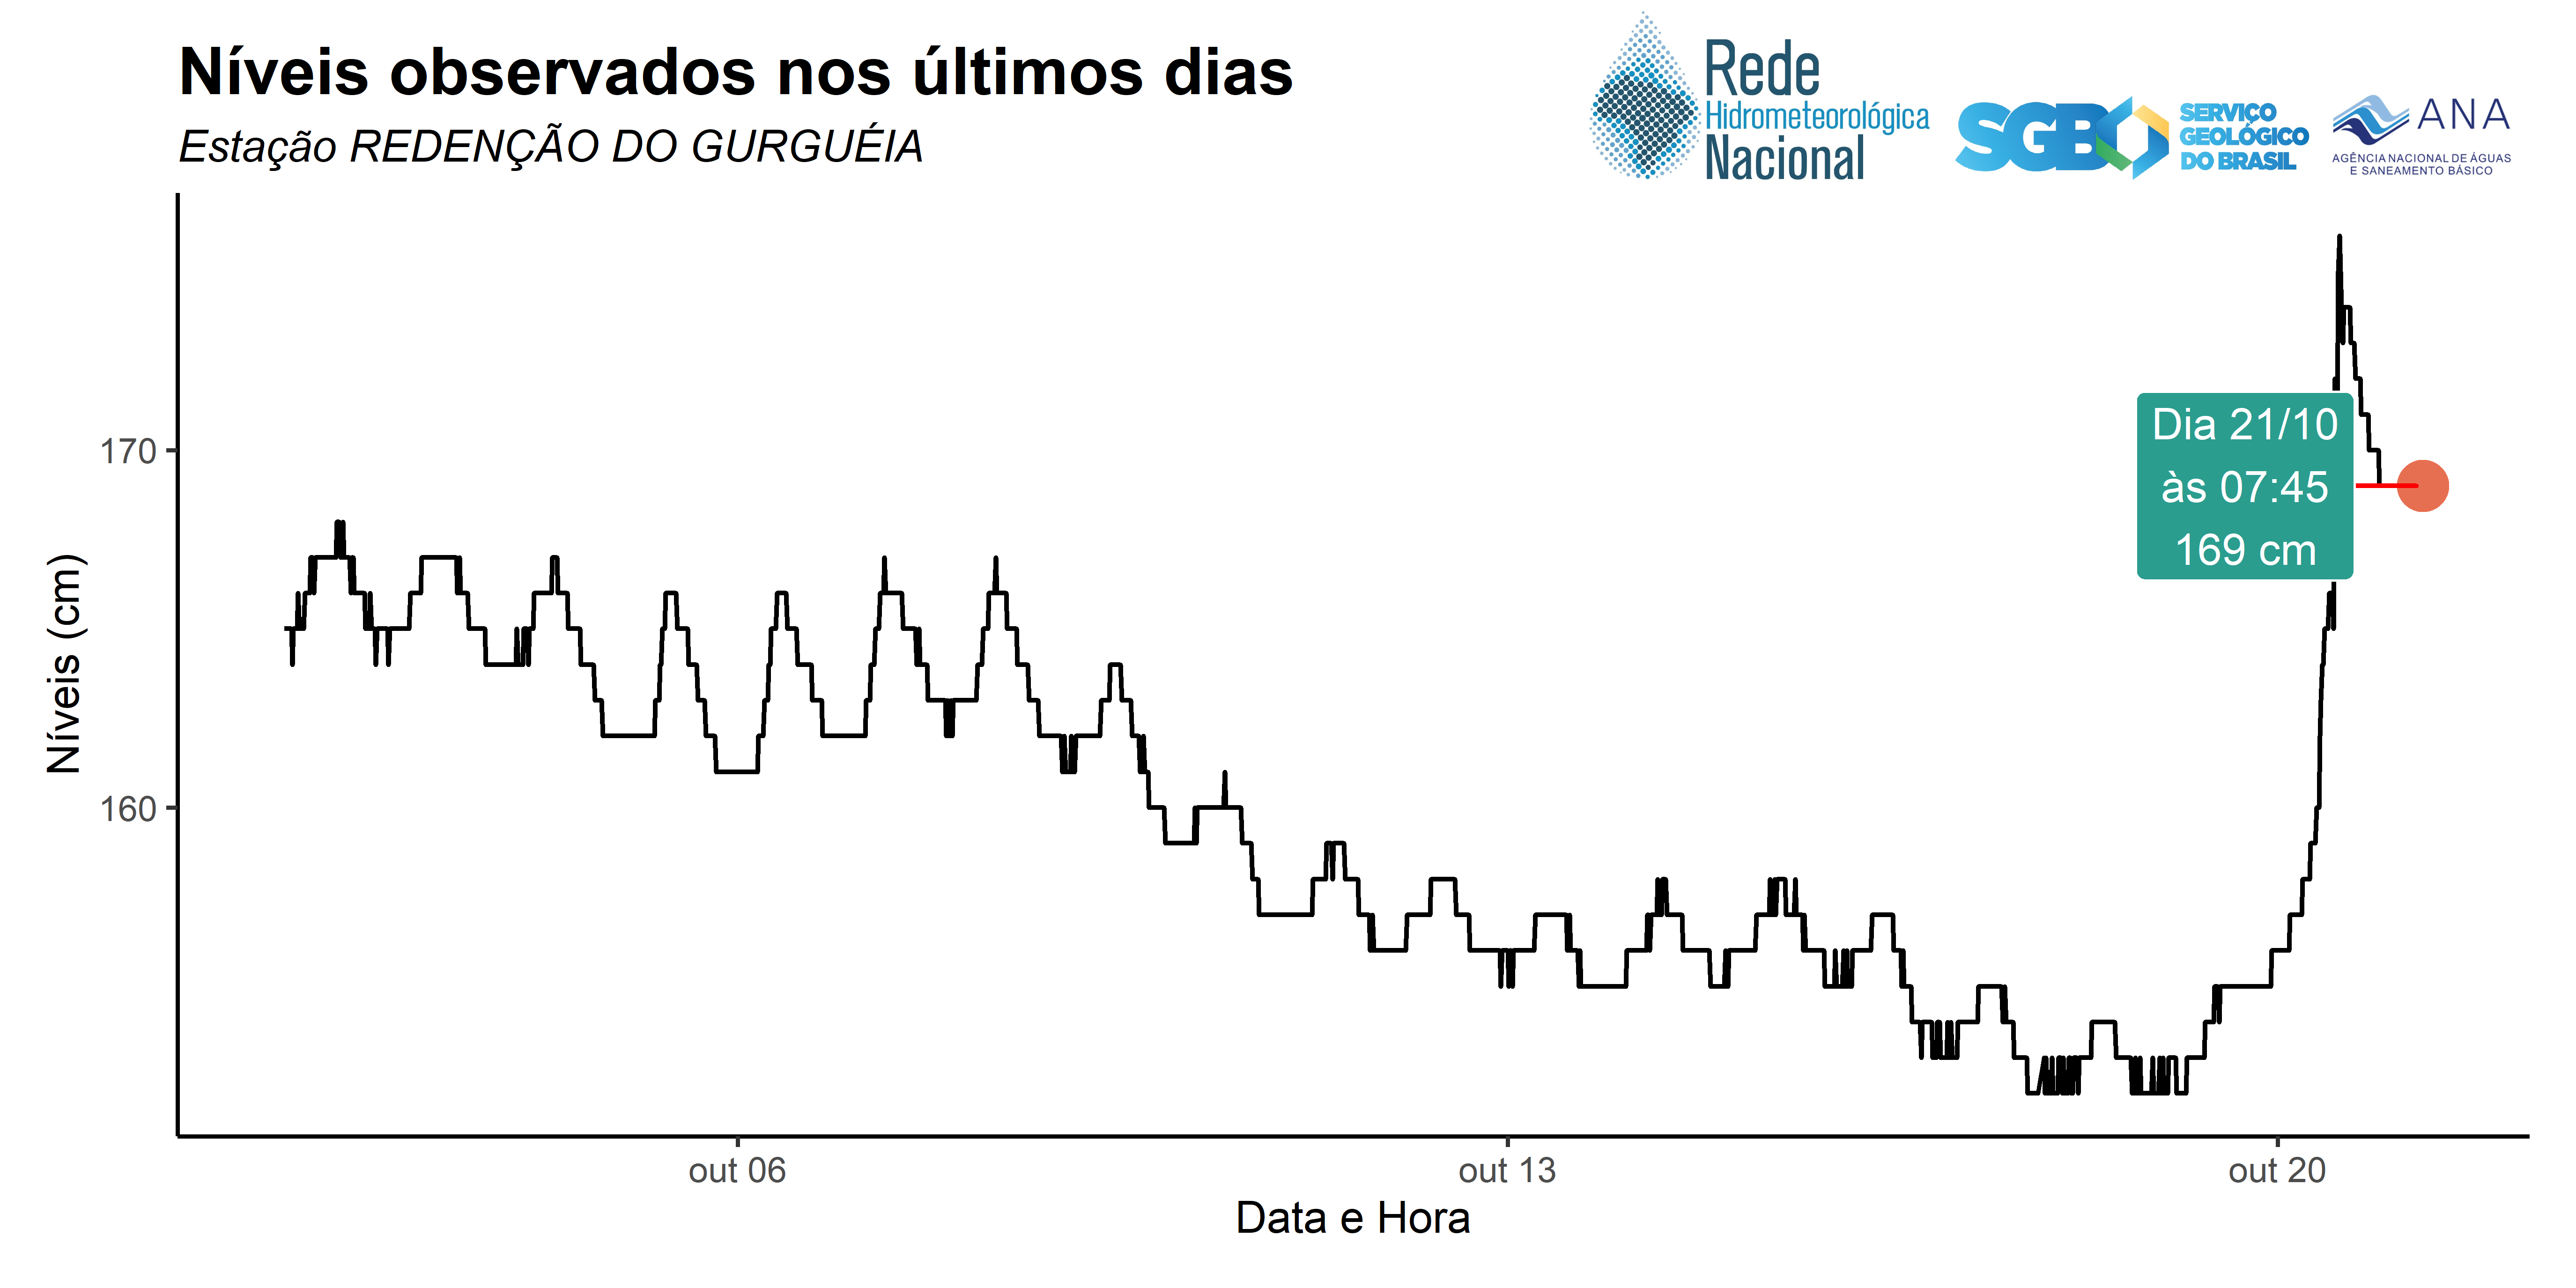 Níveis observados nos últimos dias
Estação REDENÇÃO DO GURGUÉIA
Rede
Hidrometeorológica
Nacional
SGB
SERVIÇO
GEOLÓGICO
DO BRASIL
ANA
AGÊNCIA NACIONAL DE ÁGUAS
E SANEAMENTO BÁSICO
Níveis (cm)
170
160
Dia 21/10
às 07:45
169 cm
out 06
out 13
out 20
Data e Hora